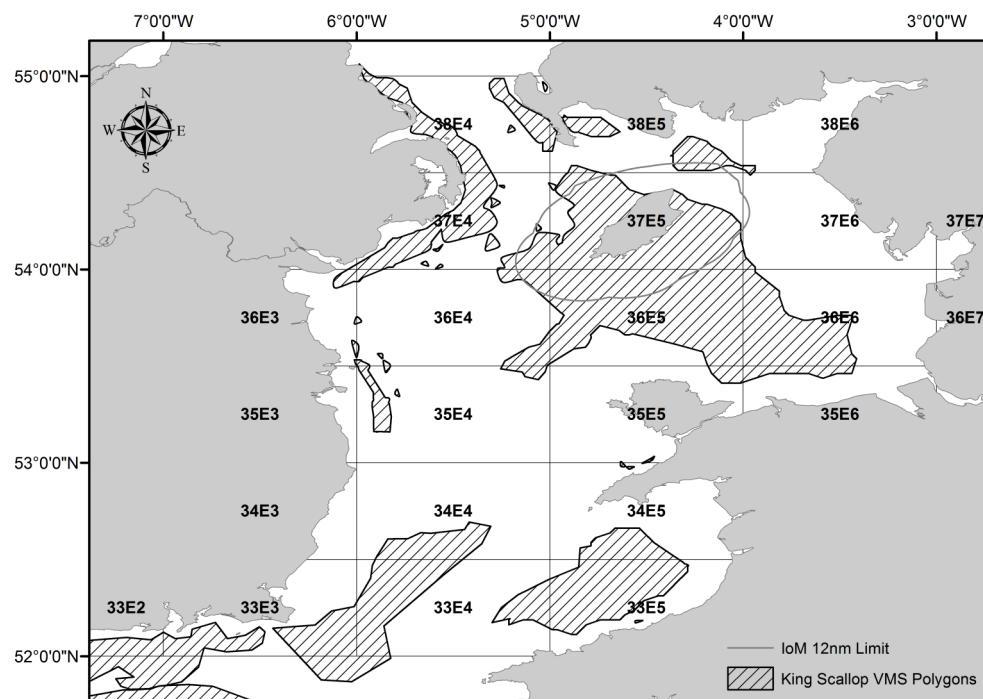 7°0'0"W 6°0'0"W 5°0'0"W 4°0'0"W 3°0'0"W
55°0'0"N
N
W E
S
38E4 38E5 38E6
37E4 37E5 37E6 37E7
54°0'0"N
36E3 36E4 36E5 36E6 36E7
35E3 35E4 35E5 35E6
53°0'0"N
34E3 34E4 34E5
33E2 33E3 33E4 33E5
52°0'0"N
IoM 12nm Limit
King Scallop VMS Polygons